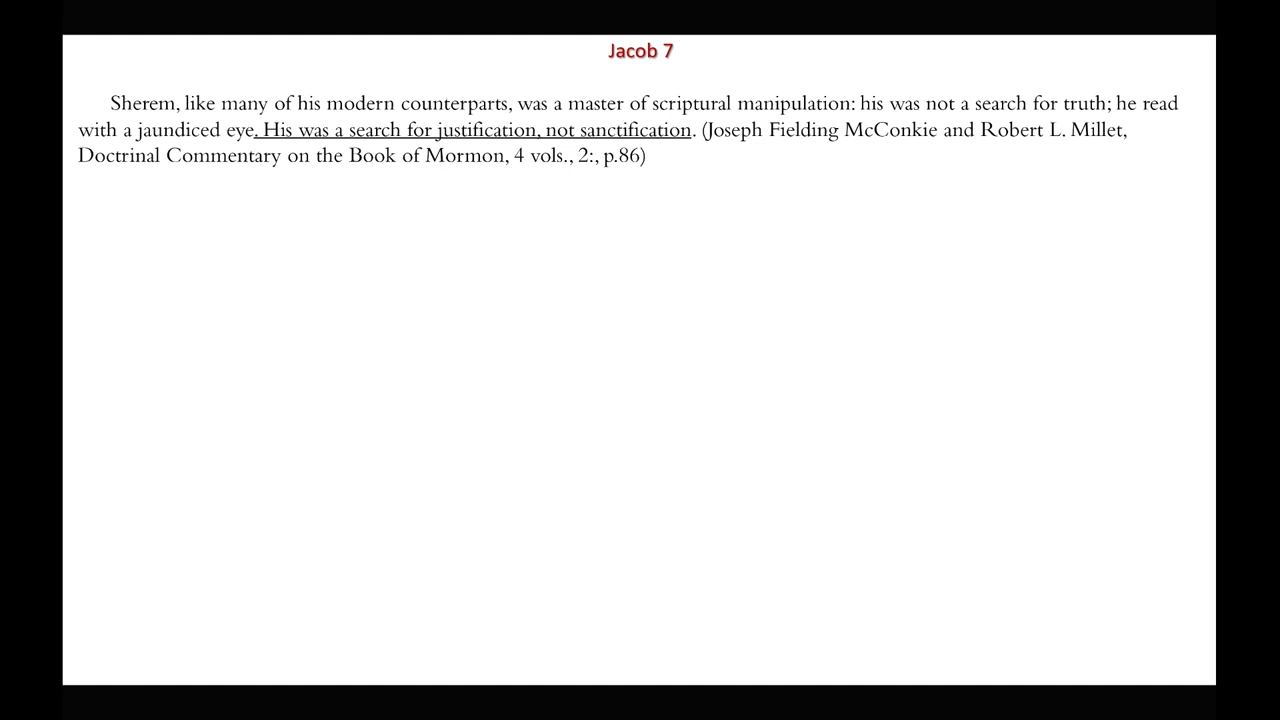 Jacob 7
Sherem, like many of his modern counterparts, was a master of scriptural manipulation: his was not a search for truth; he read
with a jaundiced eye. His was a search for justification, not sanctification. (Joseph Fielding McConkie and Robert L. Millet,
Doctrinal Commentary on the Book of Mormon, 4 vols., 2:, p.86)